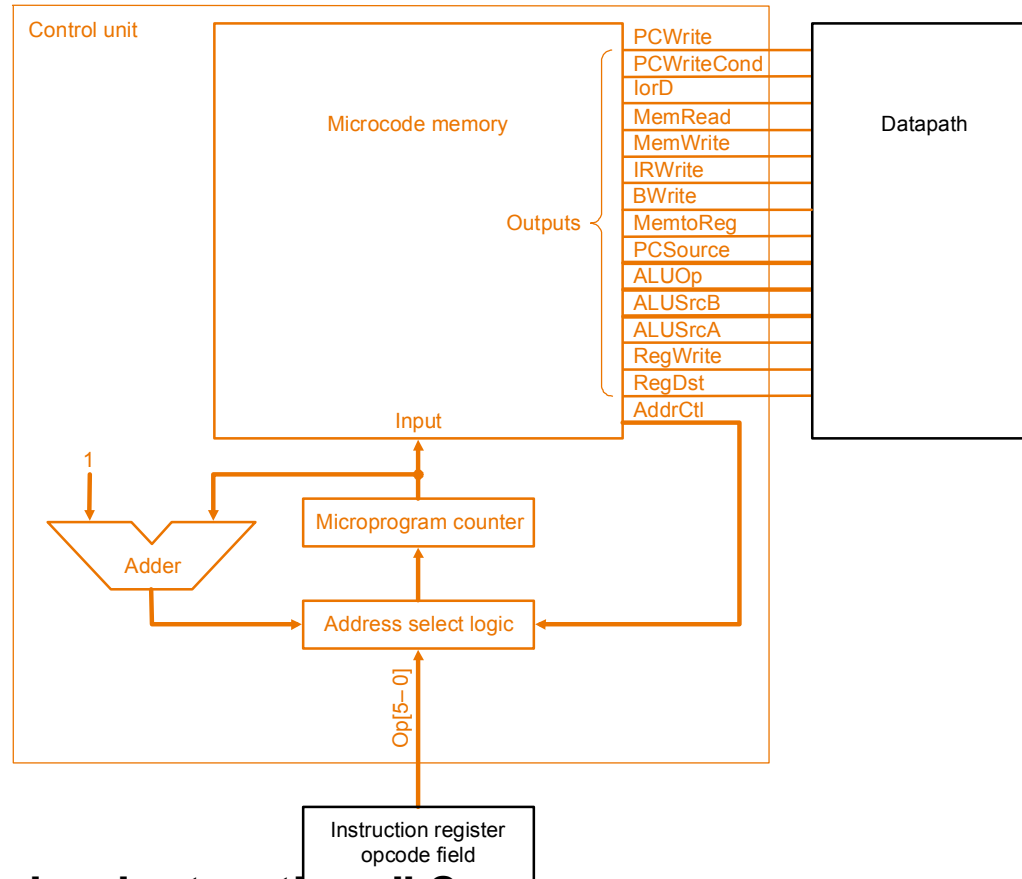 Control unit
Microcode memory
Outputs
Input
PCWrite
PCWriteCond
IorD
MemRead
MemWrite
IRWrite
BWrite
MemtoReg
PCSource
ALUOp
ALUSrcB
ALUSrcA
RegWrite
RegDst
AddrCtl
Datapath
1
Adder
Microprogram counter
Address select logic
Op[5–0]
Instruction register
opcode field